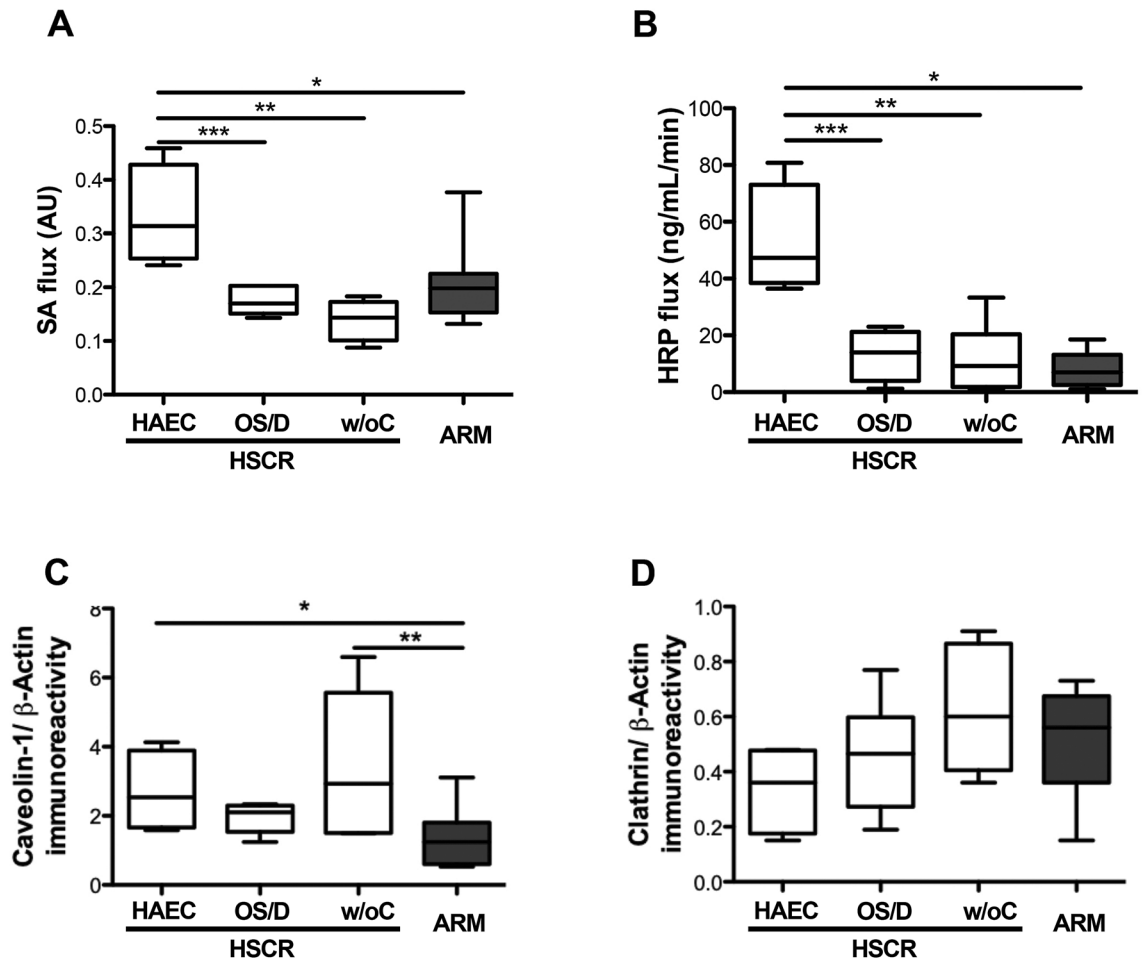 A
*
**
***
SA flux (AU)
0.5
0.4
0.3
0.2
0.1
0.0
HAEC OS/D w/oC ARM
HSCR
B
*
**
***
HRP flux (ng/mL/min)
100
80
60
40
20
0
HAEC OS/D w/oC ARM
HSCR
C
*
**
Caveolin-1/ β-Actin
immunoreactivity
8
6
4
2
0
HAEC OS/D w/oC ARM
HSCR
D
Clathrin/ β-Actin
immunoreactivity
1.0
0.8
0.6
0.4
0.2
0.0
HAEC OS/D w/oC ARM
HSCR